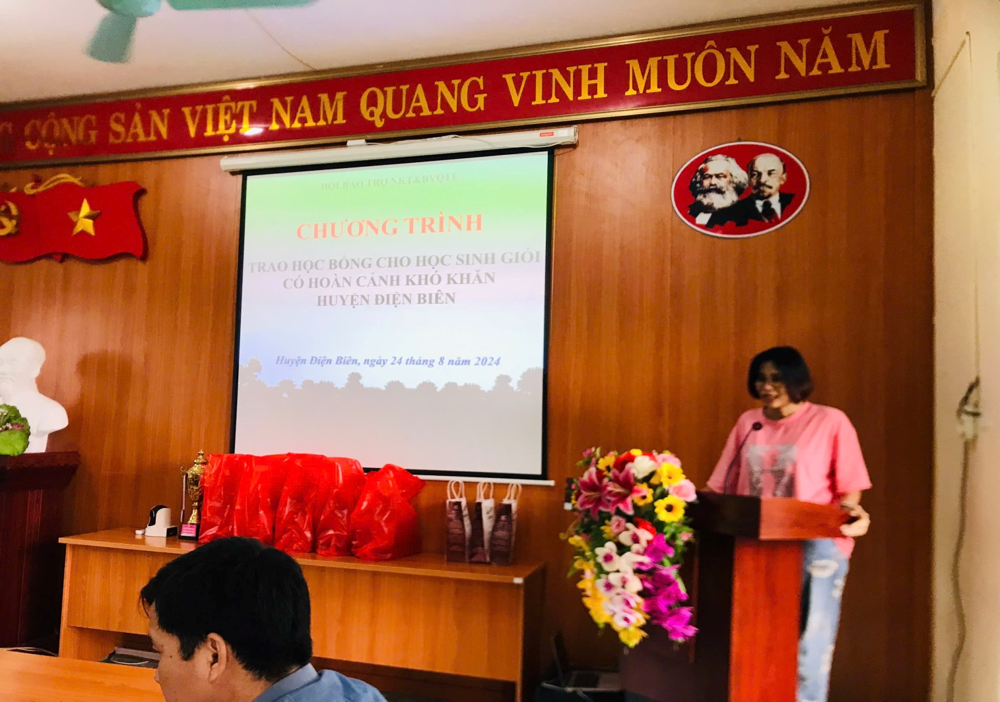 CỘNG SẢN VIỆT NAM QUANG VINH MUÔN NĂM
HỘI BẢO TRỢ NKT&BVQTE
CHƯƠNG TRÌNH
TRAO HỌC BỔNG CHO HỌC SINH GIỎI
CÓ HOÀN CẢNH KHÓ KHĂN
HUYỆN ĐIỆN BIÊN
Huyện Điện Biên, ngày 24 tháng 8 năm 2024